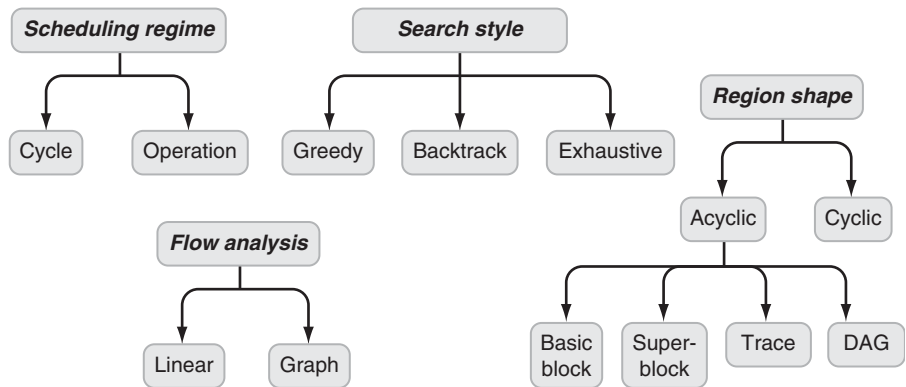 Scheduling regime
Search style
Region shape
Cycle
Operation
Greedy
Backtrack
Exhaustive
Acyclic
Cyclic
Flow analysis
Linear
Graph
Basic
block
Super-
block
Trace
DAG